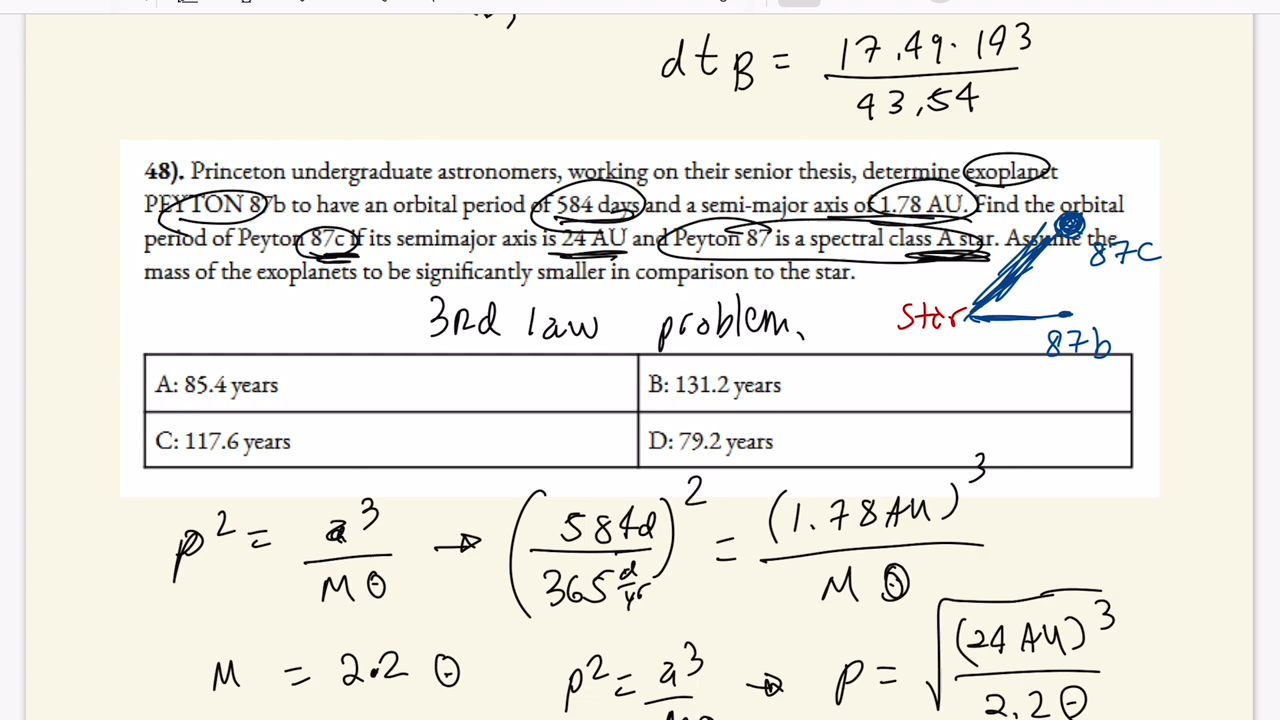 dt_B = 17.49·193 / 93.54
48). Princeton undergraduate astronomers, working on their senior thesis, determine exoplanet
PEYTON 87b to have an orbital period of 584 days and a semi-major axis of 1.78 AU. Find the orbital
period of Peyton 87c if its semimajor axis is 24 AU and Peyton 87 is a spectral class A star. Assume the
87C
mass of the exoplanets to be significantly smaller in comparison to the star.
3rd law problem.
Star
87b
A: 85.4 years
B: 131.2 years
C: 117.6 years
D: 79.2 years
p² = a³ / M⊙ → (584d / 365 d/yr)² = (1.78AU)³ / M⊙
M = 2.2 ⊙
p² = a³ → p = √((24 AU)³ / 2.2⊙)